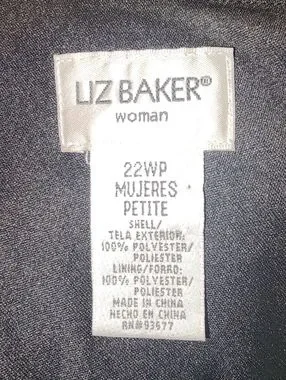 LIZ BAKER®
woman
22WP
MUJERES
PETITE
SHELL/
TELA EXTERIOR:
100% POLYESTER/
POLIESTER
LINING/FORRO:
100% POLYESTER/
POLIESTER
MADE IN CHINA
HECHO EN CHINA
RN#93677